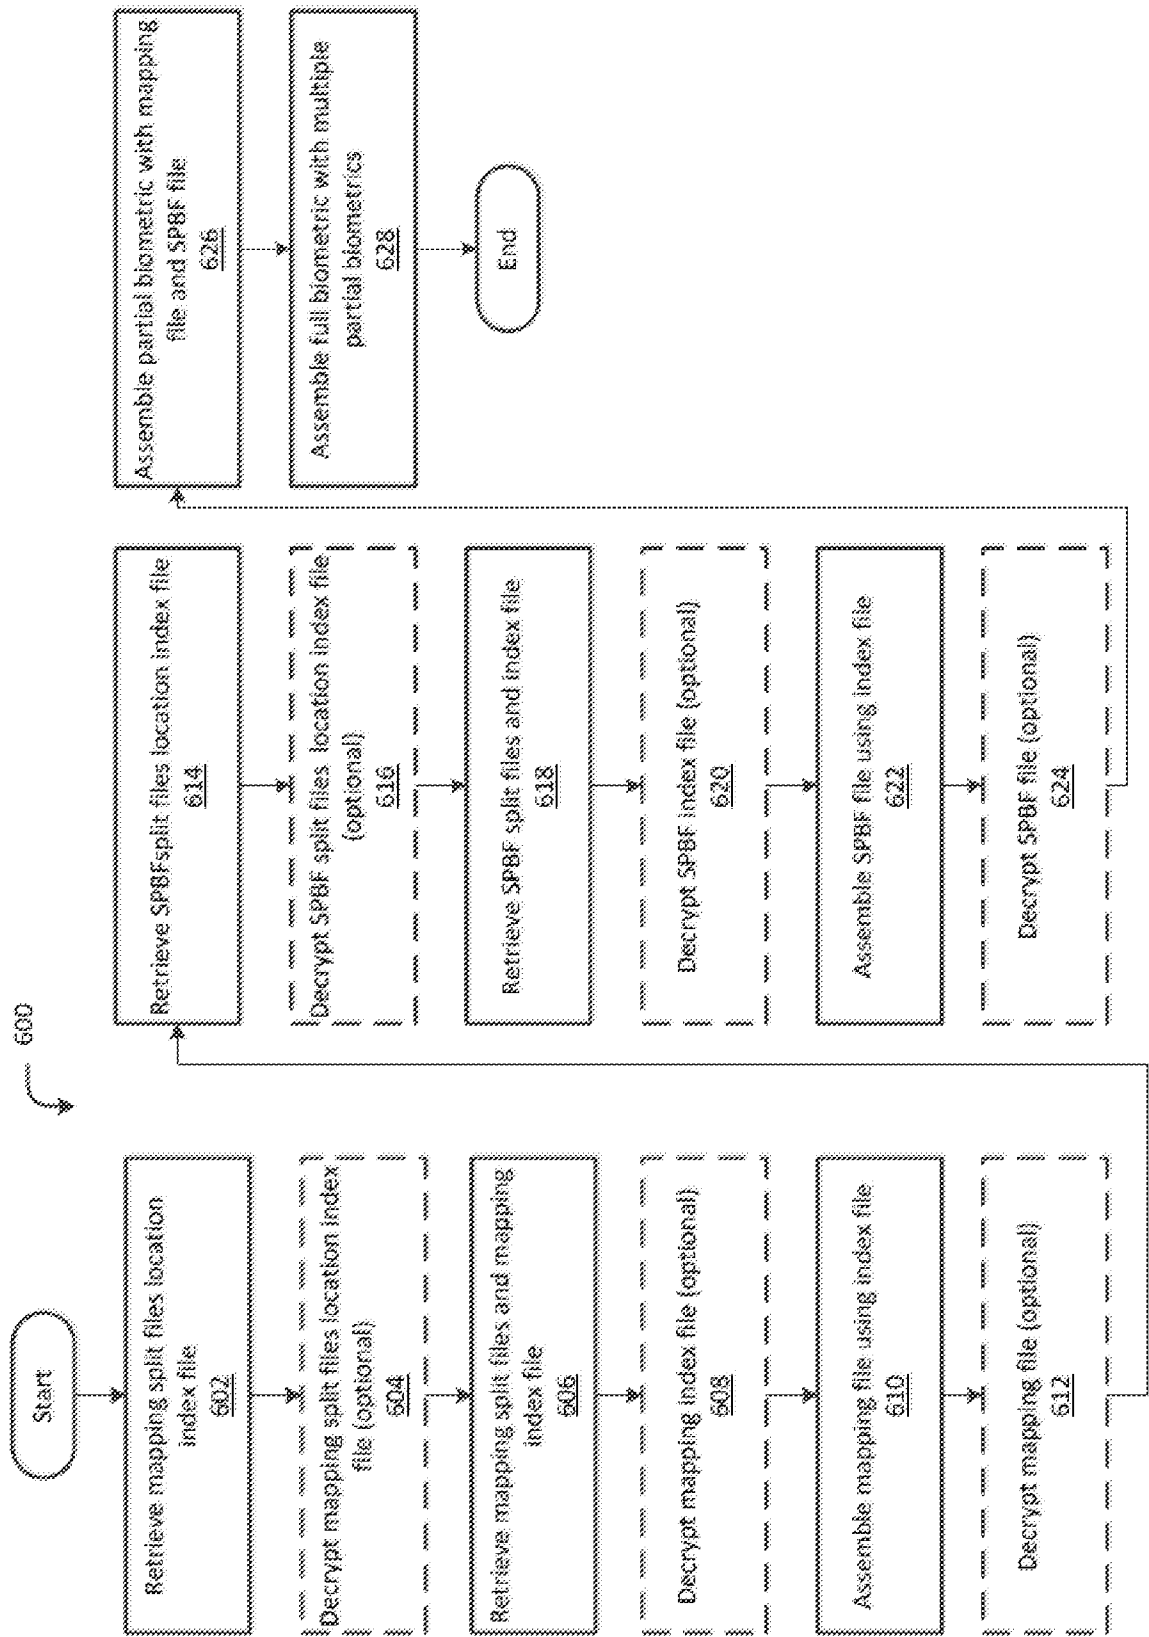 600
Start
Retrieve mapping split files location
index file
602
Decrypt mapping split files location index
file (optional)
604
Retrieve mapping split files and mapping
index file
606
Decrypt mapping index file (optional)
608
Assemble mapping file using index file
610
Decrypt mapping file (optional)
612
Retrieve SPBFsplit files location index file
614
Decrypt SPBF split files location index file
(optional)
616
Retrieve SPBF split files and index file
618
Decrypt SPBF index file (optional)
620
Assemble SPBF file using index file
622
Decrypt SPBF file (optional)
624
Assemble partial biometric with mapping
file and SPBF file
626
Assemble full biometric with multiple
partial biometrics
628
End